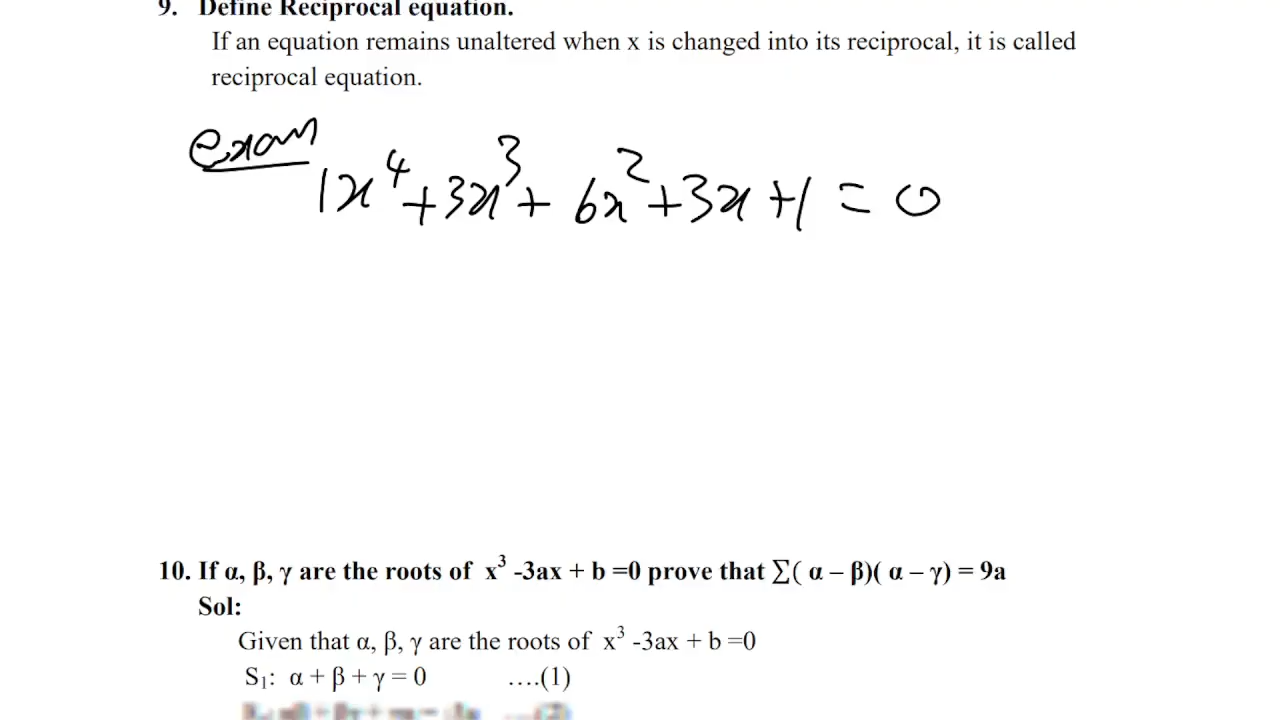 9. Define Reciprocal equation.
If an equation remains unaltered when x is changed into its reciprocal, it is called
reciprocal equation.
exam
1x⁴ + 3x³ + 6x² + 3x + 1 = 0
10. If α, β, γ are the roots of x³ -3ax + b =0 prove that ∑( α – β)( α – γ) = 9a
Sol:
Given that α, β, γ are the roots of x³ -3ax + b =0
S₁: α + β + γ = 0 ….(1)